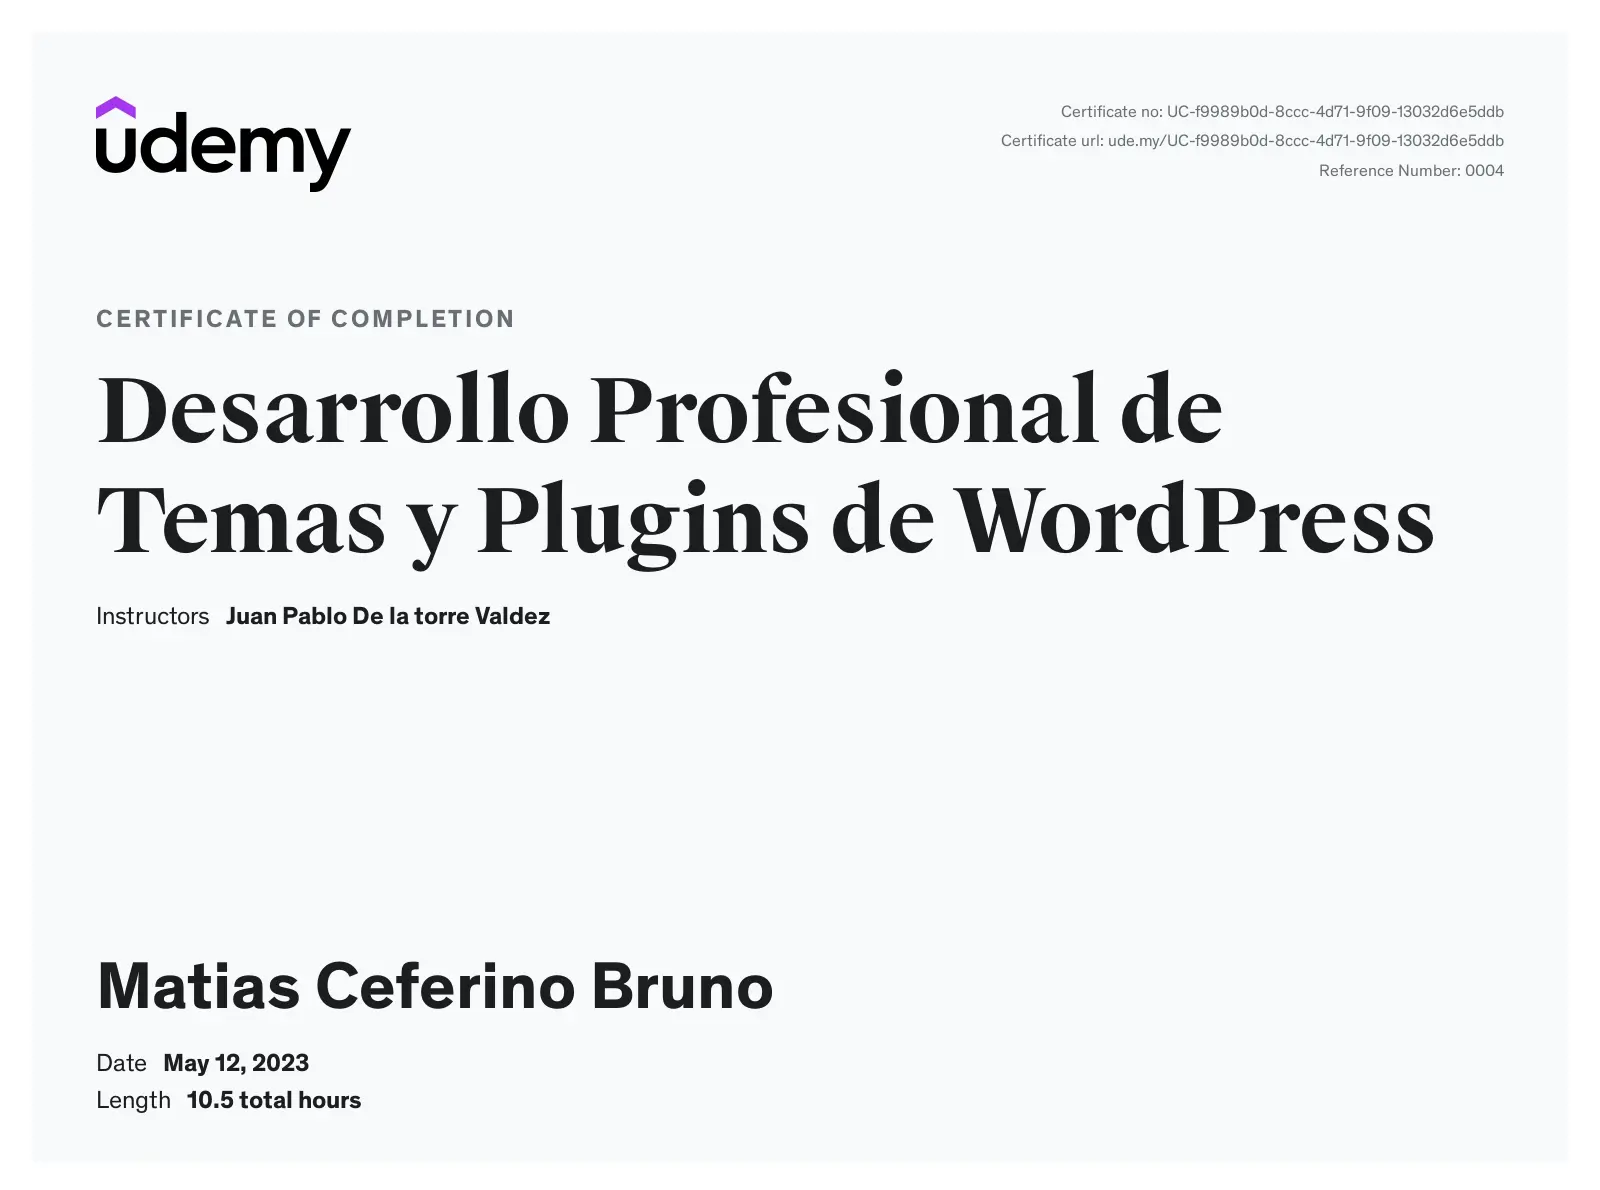 udemy
Certificate no: UC-f9989b0d-8ccc-4d71-9f09-13032d6e5ddb
Certificate url: ude.my/UC-f9989b0d-8ccc-4d71-9f09-13032d6e5ddb
Reference Number: 0004
CERTIFICATE OF COMPLETION
Desarrollo Profesional de
Temas y Plugins de WordPress
Instructors Juan Pablo De la torre Valdez
Matias Ceferino Bruno
Date May 12, 2023
Length 10.5 total hours